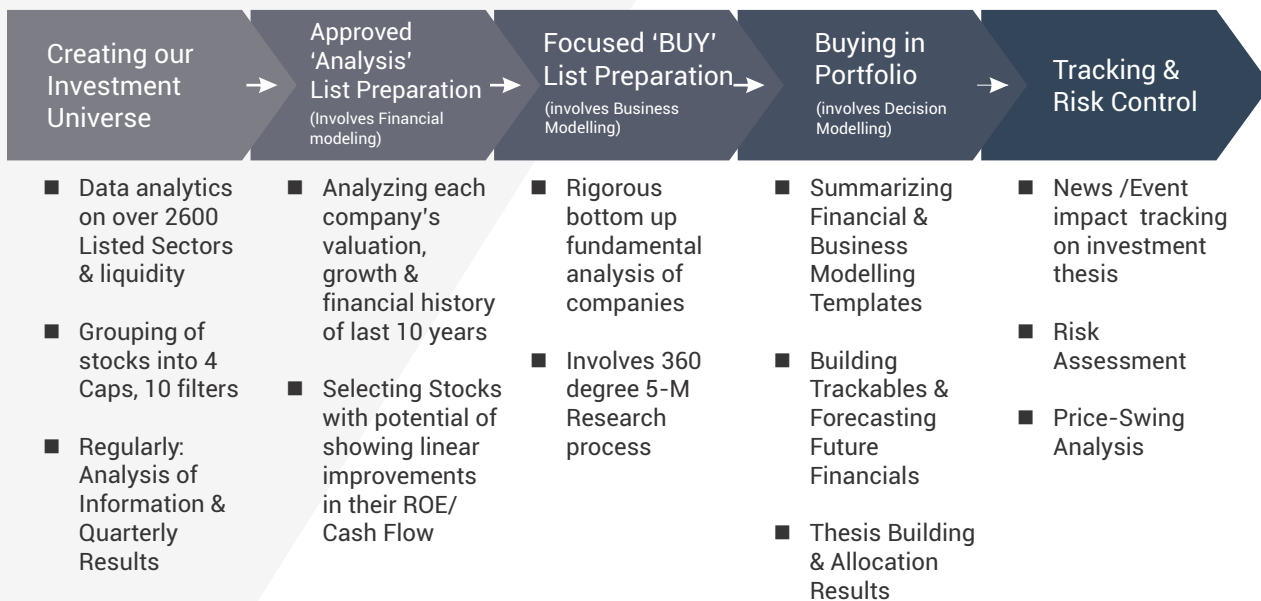 Creating our
Investment
Universe
Approved
‘Analysis’
List Preparation
(Involves Financial
modeling)
Focused ‘BUY’
List Preparation
(involves Business
Modelling)
Buying in
Portfolio
(involves Decision
Modelling)
Tracking &
Risk Control
Data analytics
on over 2600
Listed Sectors
& liquidity
Grouping of
stocks into 4
Caps, 10 filters
Regularly:
Analysis of
Information &
Quarterly
Results
Analyzing each
company's
valuation,
growth &
financial history
of last 10 years
Selecting Stocks
with potential of
showing linear
improvements
in their ROE/
Cash Flow
Rigorous
bottom up
fundamental
analysis of
companies
Involves 360
degree 5-M
Research
process
Summarizing
Financial &
Business
Modelling
Templates
Building
Trackables &
Forecasting
Future
Financials
Thesis Building
& Allocation
Results
News /Event
impact tracking
on investment
thesis
Risk
Assessment
Price-Swing
Analysis